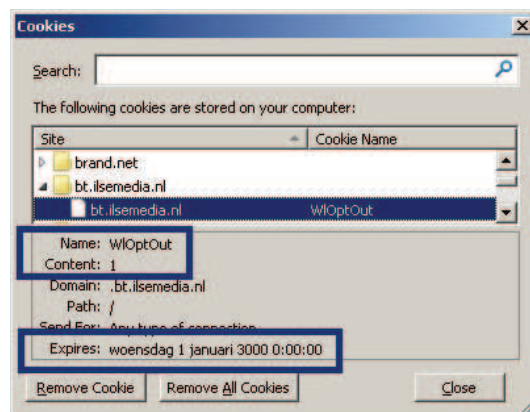 Cookies
Search:
The following cookies are stored on your computer:
Site Cookie Name
brand.net
bt.ilsemedia.nl
bt.ilsemedia.nl WlOptOut
Name: WlOptOut
Content: 1
Domain: .bt.ilsemedia.nl
Path: /
Send For: Any type of connection
Expires: woensdag 1 januari 3000 0:00:00
Remove Cookie Remove All Cookies Close